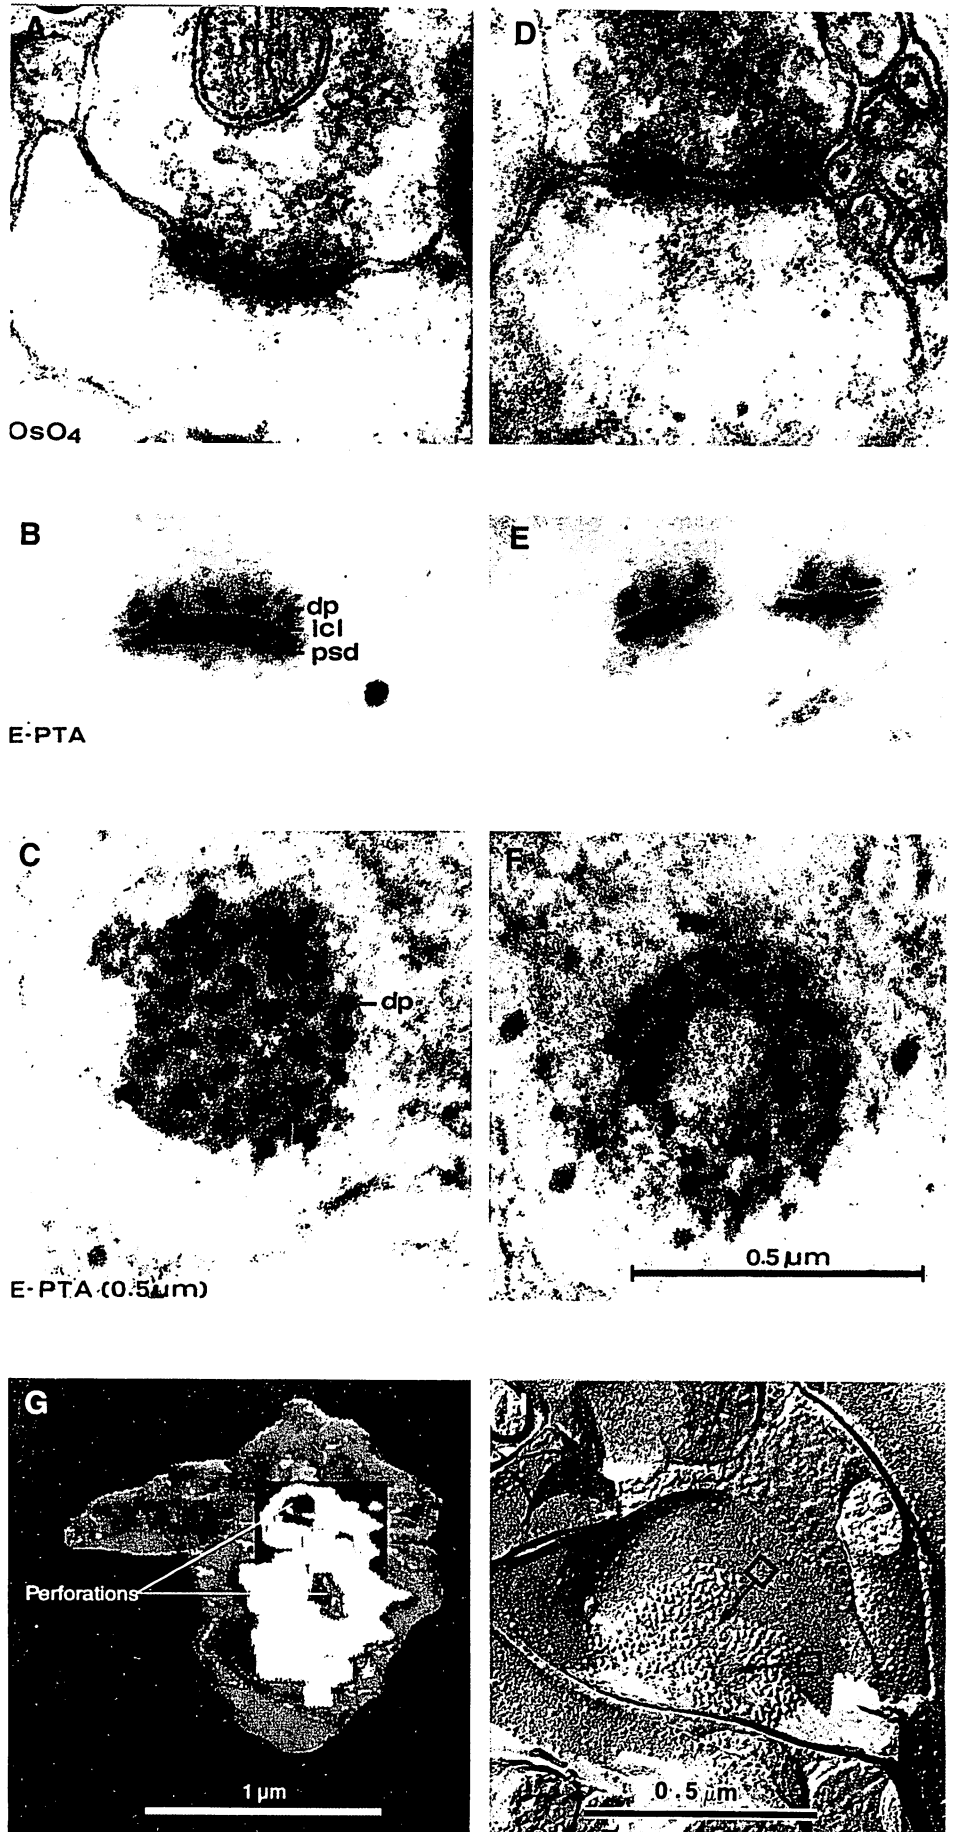 A
D
OsO4
B
E
dp
icl
psd
E-PTA
C
F
dp
0.5 µm
E-PTA (0.5µm)
G
H
Perforations
1 µm
0.5 µm